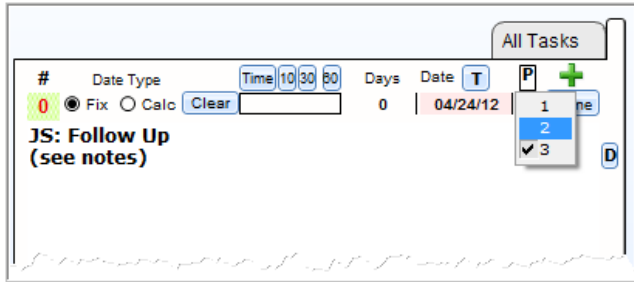 All Tasks
# Date Type Time 10 30 60 Days Date T P
0 Fix Calc Clear 0 04/24/12 1
2
3
JS: Follow Up
(see notes)
D